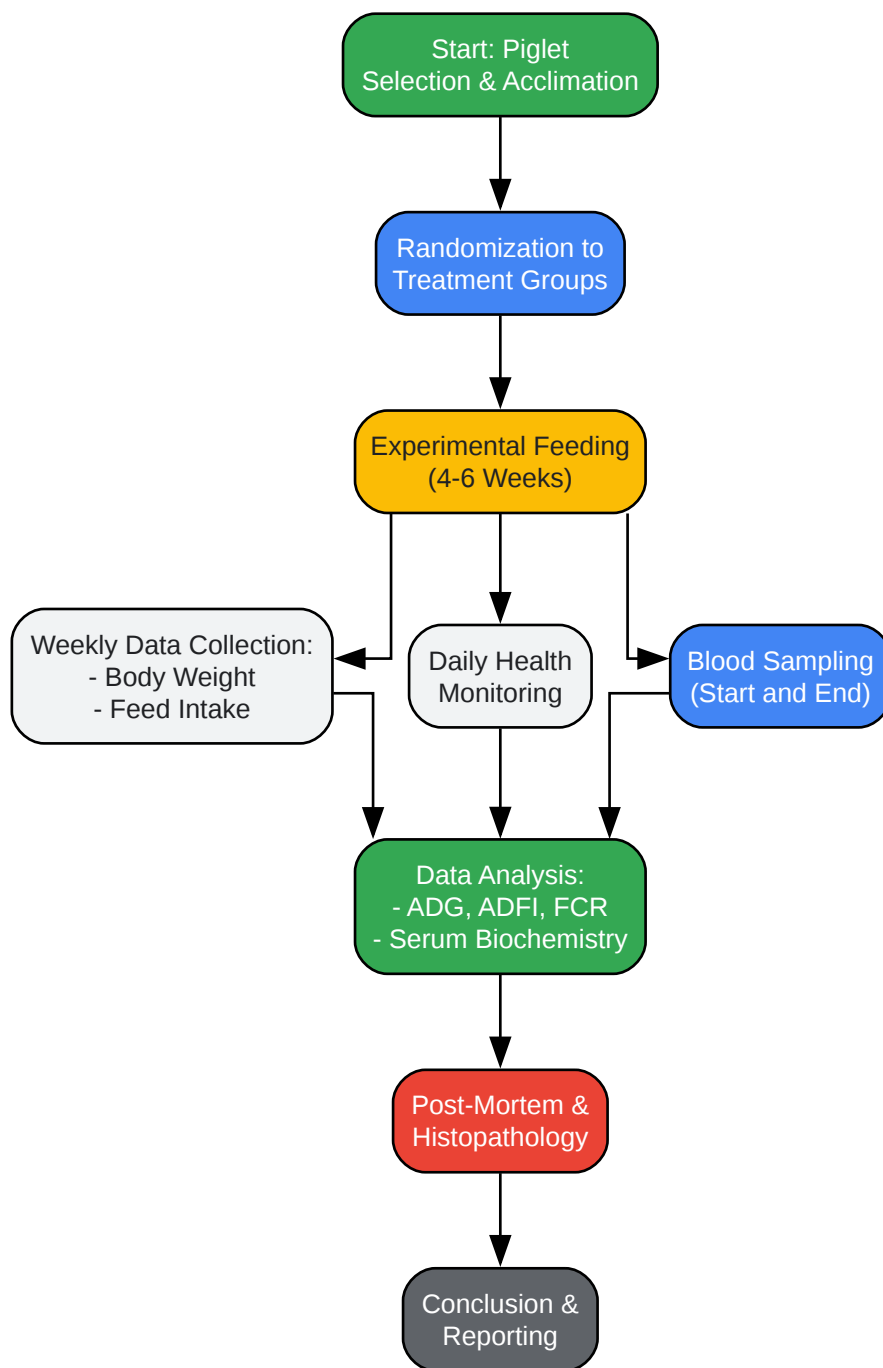 Start: Piglet
Selection & Acclimation
Randomization to
Treatment Groups
Experimental Feeding
(4-6 Weeks)
Weekly Data Collection:
- Body Weight
- Feed Intake
Daily Health
Monitoring
Blood Sampling
(Start and End)
Data Analysis:
- ADG, ADFI, FCR
- Serum Biochemistry
Post-Mortem &
Histopathology
Conclusion &
Reporting